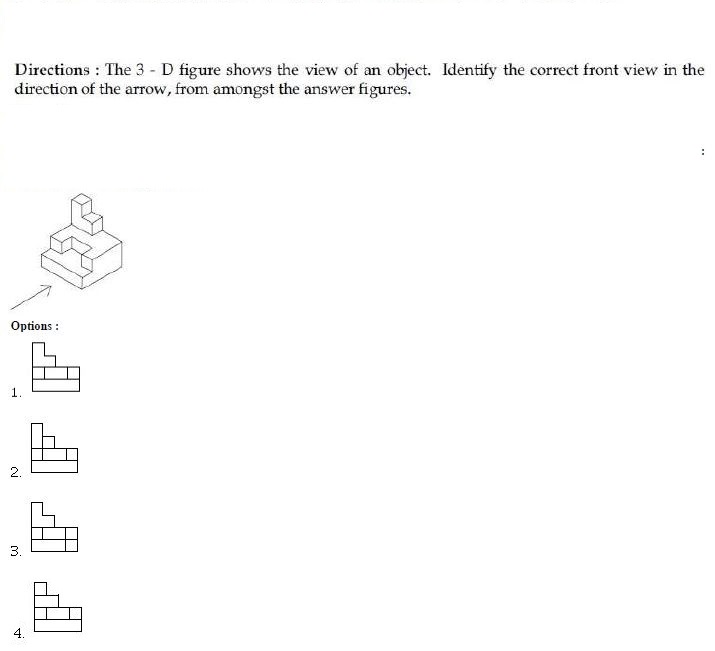 Directions : The 3 - D figure shows the view of an object. Identify the correct front view in the
direction of the arrow, from amongst the answer figures.
:
Options :
1.
2.
3.
4.